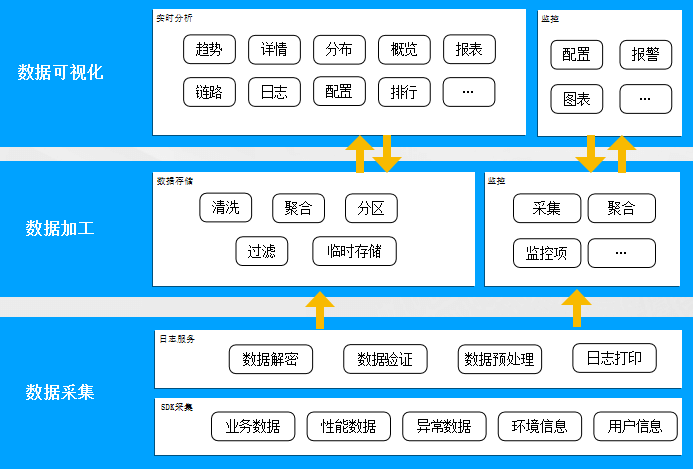 数据可视化
实时分析
趋势 详情 分布 概览 报表
链路 日志 配置 排行 …
监控
配置 报警
图表 …
数据加工
数据存储
清洗 聚合 分区
过滤 临时存储
监控
采集 聚合
监控项 …
数据采集
日志服务
数据解密 数据验证 数据预处理 日志打印
SDK采集
业务数据 性能数据 异常数据 环境信息 用户信息